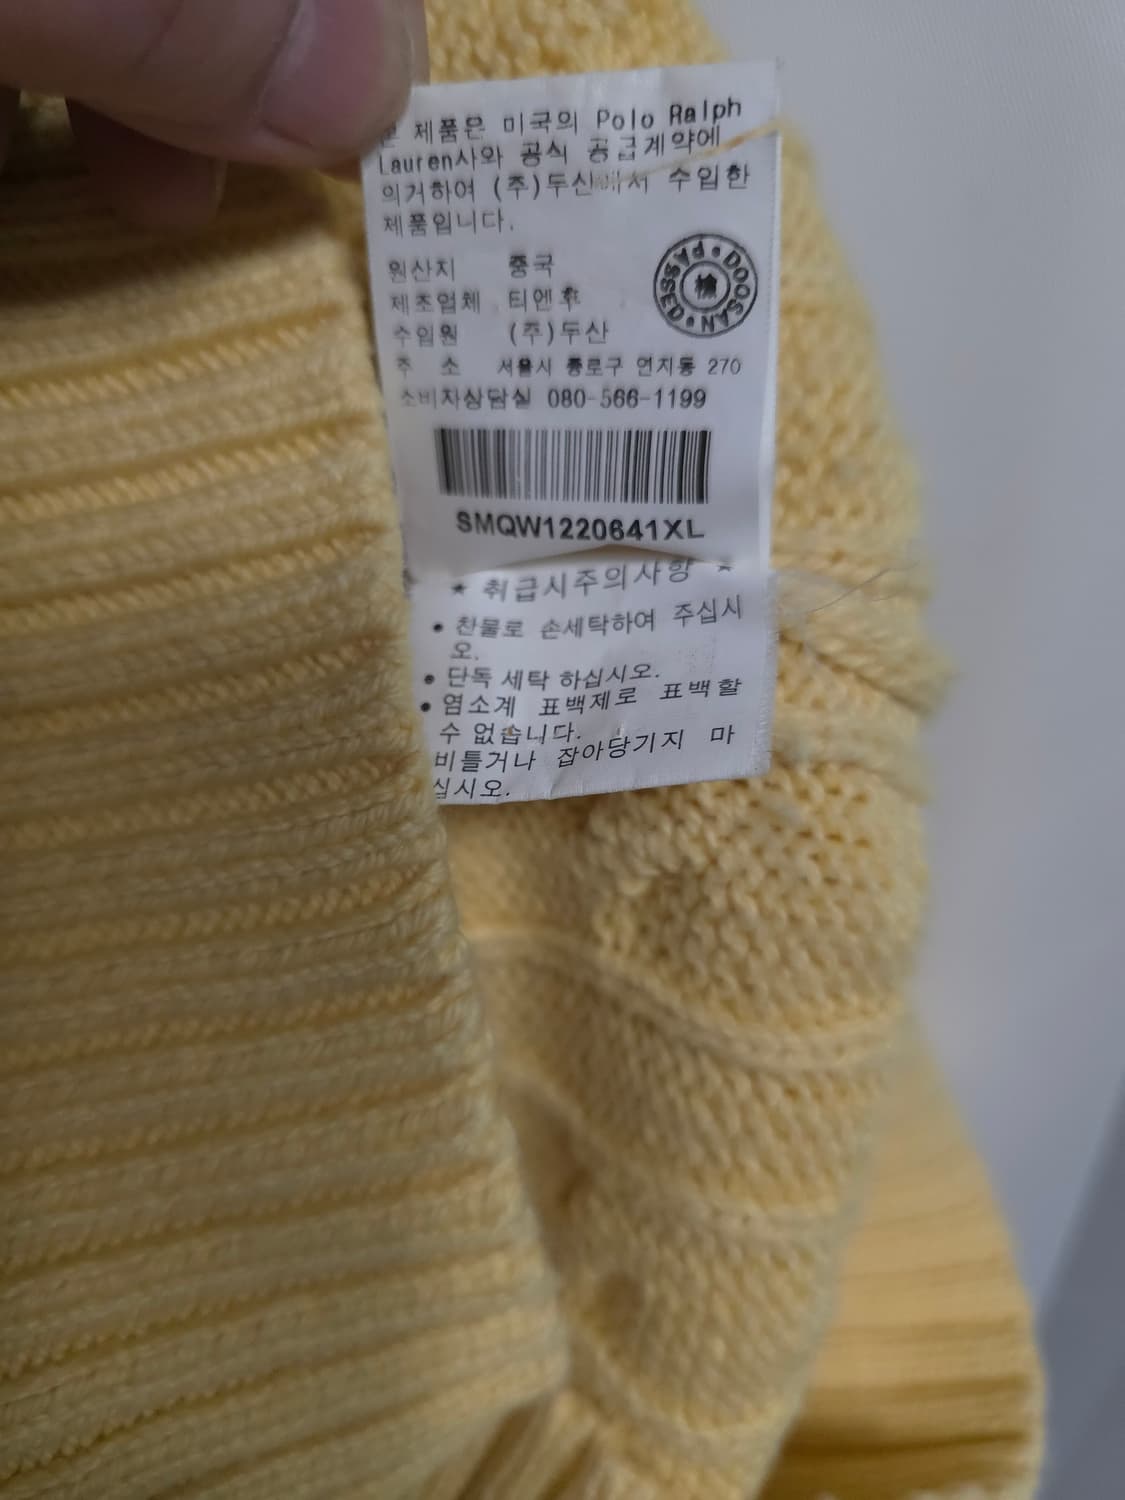 본 제품은 미국의 Polo Ralph
Lauren사와 공식 공급계약에
의거하여 (주)두산에서 수입한
제품입니다.
원산지 중국
제조업체 티엔후
수입원 (주)두산
주 소 서울시 종로구 연지동 270
소비자상담실 080-566-1199
DOOSAN • PASSED •
檢
SMQW1220641XL
★ 취급시주의사항 ★
• 찬물로 손세탁하여 주십시
오.
• 단독 세탁 하십시오.
• 염소계 표백제로 표백할
수 없습니다.
비틀거나 잡아당기지 마
십시오.